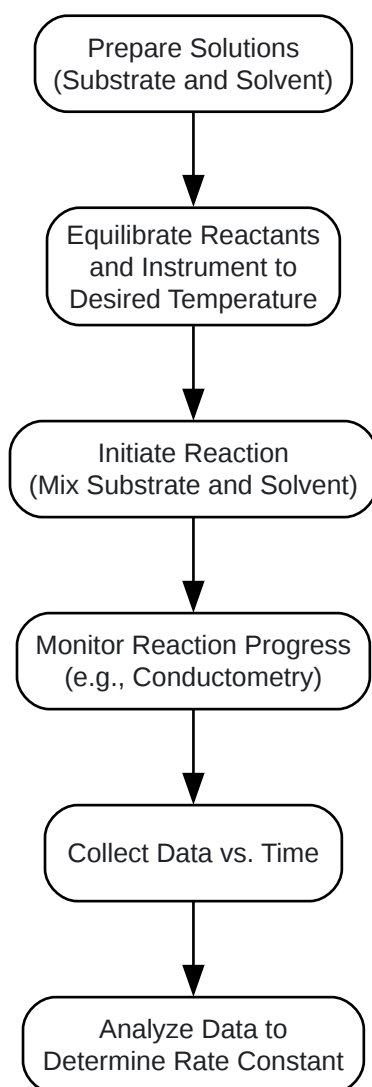 Prepare Solutions
(Substrate and Solvent)
Equilibrate Reactants
and Instrument to
Desired Temperature
Initiate Reaction
(Mix Substrate and Solvent)
Monitor Reaction Progress
(e.g., Conductometry)
Collect Data vs. Time
Analyze Data to
Determine Rate Constant